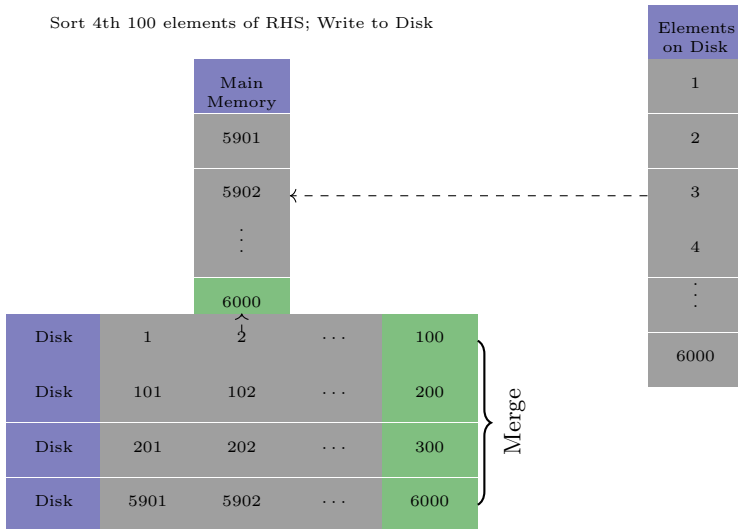 Sort 4th 100 elements of RHS; Write to Disk
Main
Memory
5901
5902
⋮
6000
Elements
on Disk
1
2
3
4
⋮
6000
Disk 1 2 ··· 100
Disk 101 102 ··· 200
Disk 201 202 ··· 300
Disk 5901 5902 ··· 6000
Merge